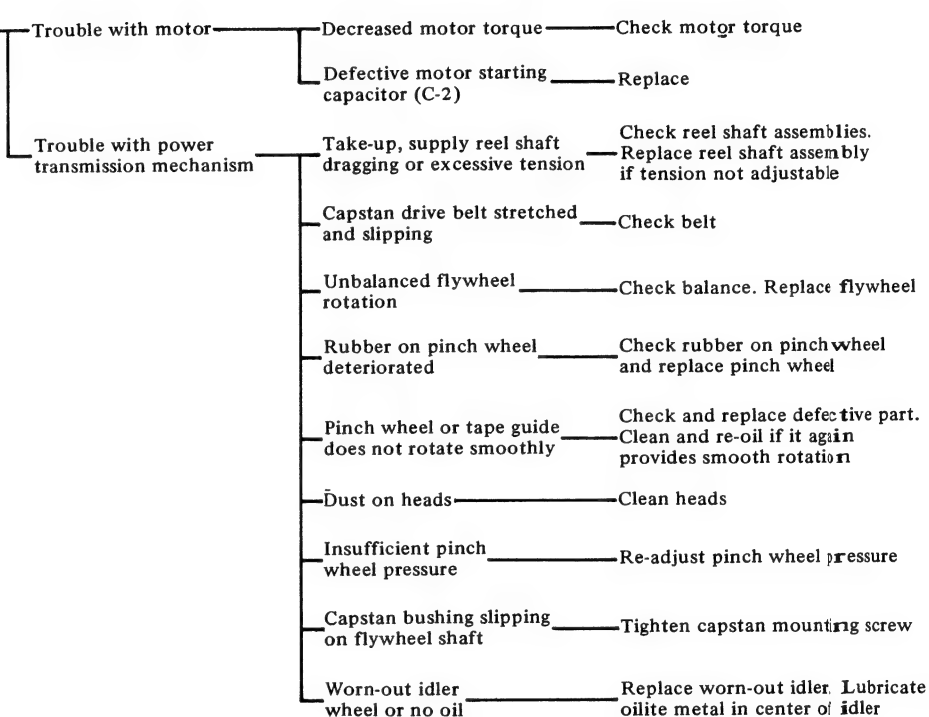 Trouble with motor Decreased motor torque Check motor torque
Defective motor starting
capacitor (C-2) Replace
Trouble with power
transmission mechanism
Take-up, supply reel shaft
dragging or excessive tension
Check reel shaft assemblies.
Replace reel shaft assembly
if tension not adjustable
Capstan drive belt stretched
and slipping
Check belt
Unbalanced flywheel
rotation
Check balance. Replace flywheel
Rubber on pinch wheel
deteriorated
Check rubber on pinch wheel
and replace pinch wheel
Pinch wheel or tape guide
does not rotate smoothly
Check and replace defective part.
Clean and re-oil if it again
provides smooth rotation
Dust on heads Clean heads
Insufficient pinch
wheel pressure
Re-adjust pinch wheel pressure
Capstan bushing slipping
on flywheel shaft
Tighten capstan mounting screw
Worn-out idler
wheel or no oil
Replace worn-out idler. Lubricate
oilite metal in center of idler